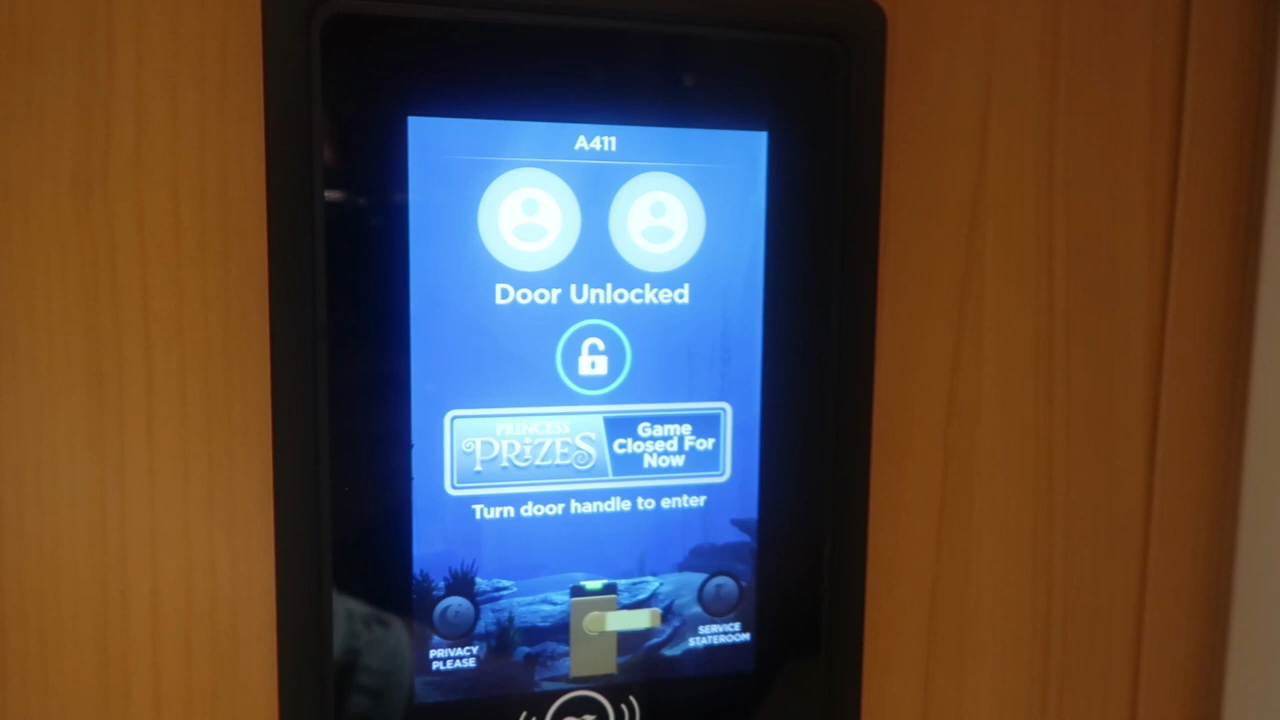 A411
Door Unlocked
PRINCESS
PRIZES
Game
Closed For
Now
Turn door handle to enter
PRIVACY
PLEASE
SERVICE
STATEROOM